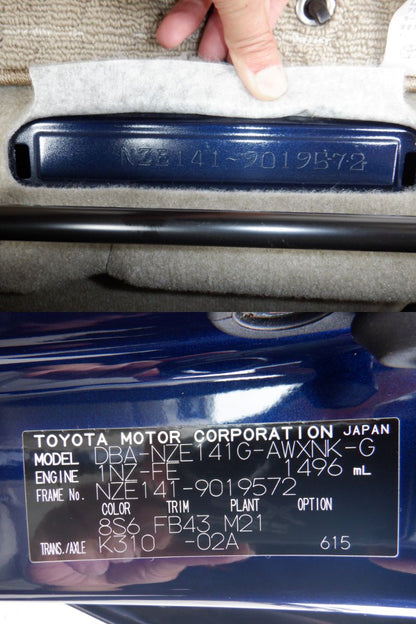 NZE141-9019572
TOYOTA MOTOR CORPORATION JAPAN
MODEL DBA-NZE141G-AWXNK-G
ENGINE 1NZ-FE 1496 mL
FRAME No. NZE141-9019572
COLOR TRIM PLANT OPTION
8S6 FB43 M21
TRANS./AXLE K310 -02A 615